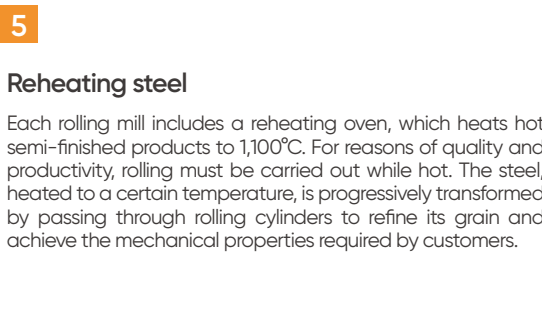 5
Reheating steel
Each rolling mill includes a reheating oven, which heats hot
semi-finished products to 1,100°C. For reasons of quality and
productivity, rolling must be carried out while hot. The steel,
heated to a certain temperature, is progressively transformed
by passing through rolling cylinders to refine its grain and
achieve the mechanical properties required by customers.